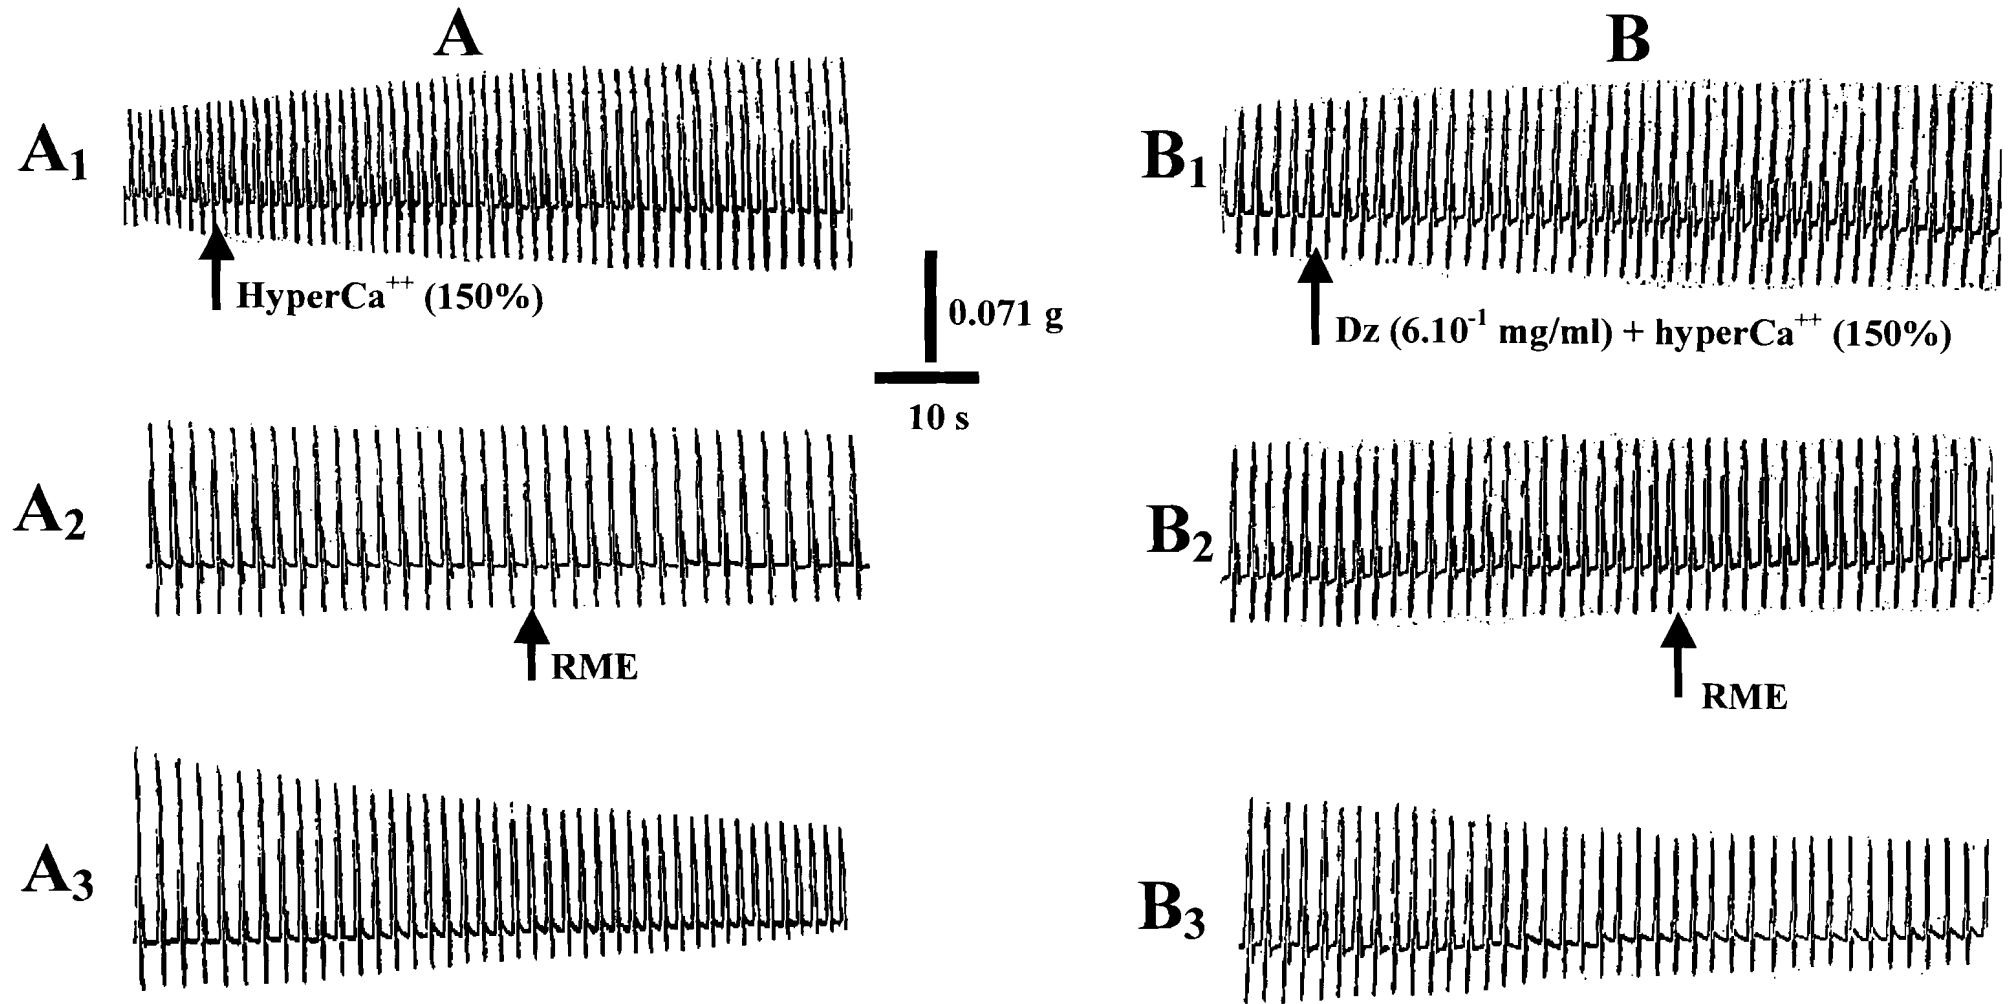 A
B
A₁
B₁
HyperCa⁺⁺ (150%)
0.071 g
10 s
Dz (6.10⁻¹ mg/ml) + hyperCa⁺⁺ (150%)
A₂
B₂
RME
RME
A₃
B₃